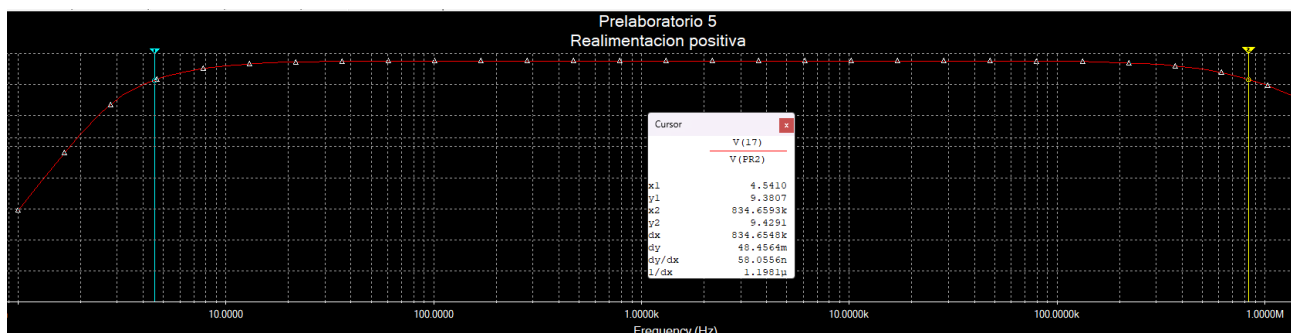 Prelaboratorio 5
Realimentacion positiva
1
2
Cursor
x
V(17)
V(PR2)
x1 4.5410
y1 9.3807
x2 834.6593k
y2 9.4291
dx 834.6548k
dy 48.4564m
dy/dx 58.0556n
1/dx 1.1981µ
10.0000 100.0000 1.0000k 10.0000k 100.0000k 1.0000M
Frequency (Hz)